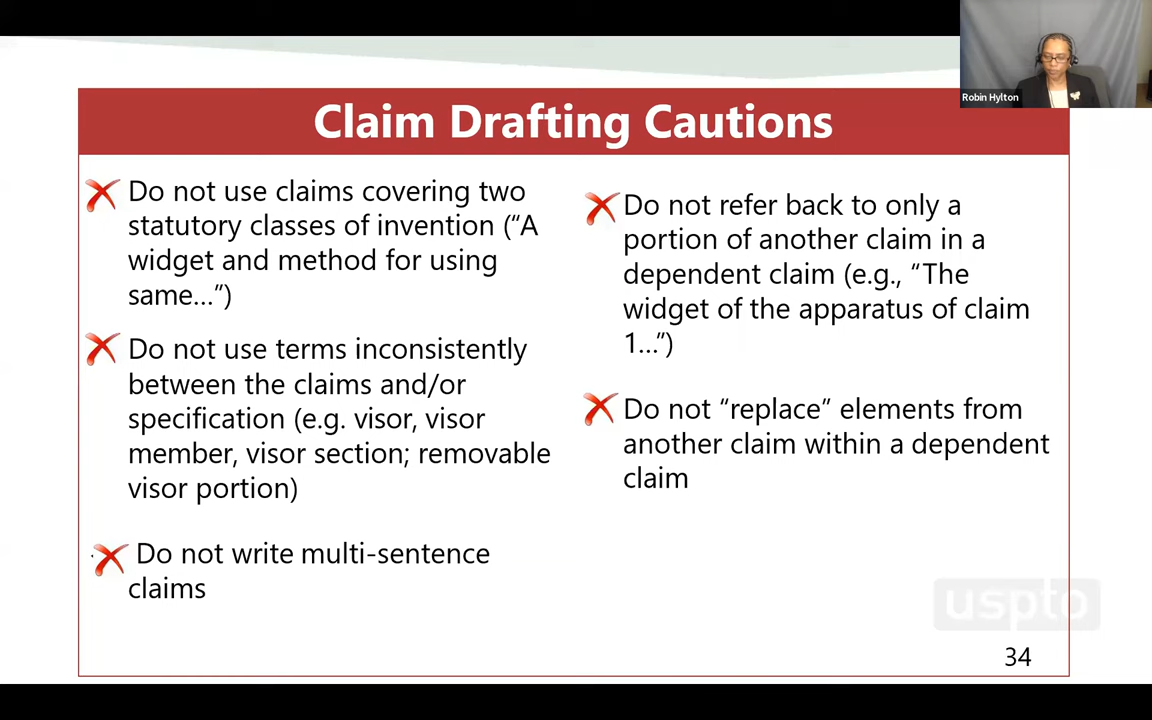 Robin Hylton
Claim Drafting Cautions
Do not use claims covering two
statutory classes of invention (“A
widget and method for using
same...”)
Do not use terms inconsistently
between the claims and/or
specification (e.g. visor, visor
member, visor section; removable
visor portion)
Do not write multi-sentence
claims
Do not refer back to only a
portion of another claim in a
dependent claim (e.g., “The
widget of the apparatus of claim
1...”)
Do not “replace” elements from
another claim within a dependent
claim
uspto
34